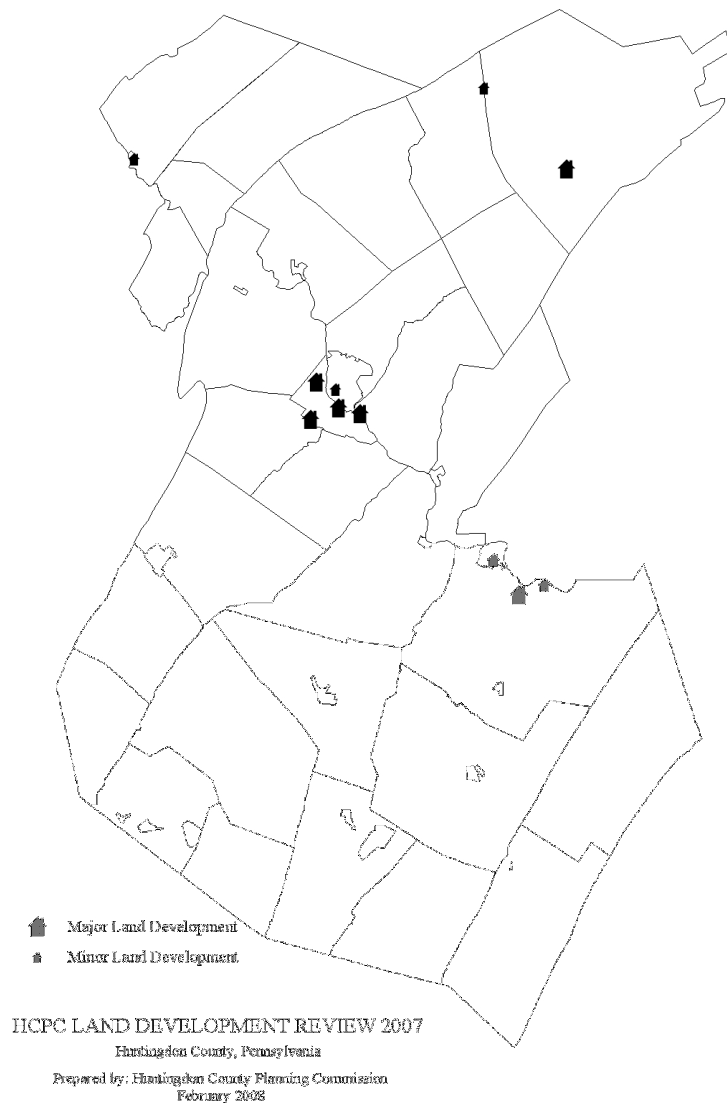 Major Land Development
Minor Land Development
HCPC LAND DEVELOPMENT REVIEW 2007
Huntingdon County, Pennsylvania
Prepared by: Huntingdon County Planning Commission
February 2008